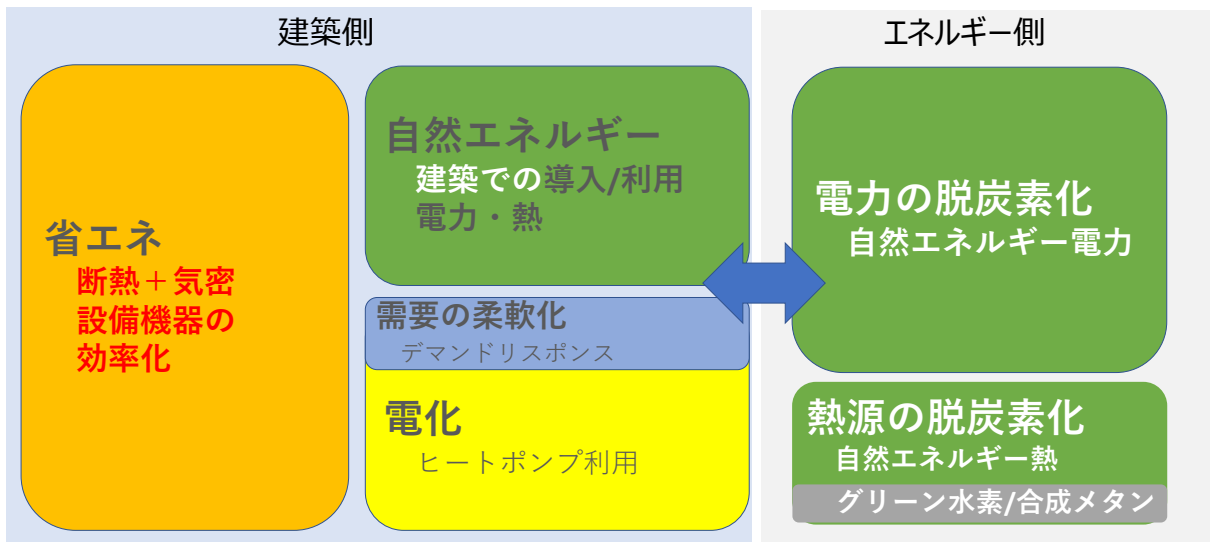 建築側
省エネ
断熱＋気密
設備機器の
効率化
自然エネルギー
建築での導入/利用
電力・熱
需要の柔軟化
デマンドリスポンス
電化
ヒートポンプ利用
エネルギー側
電力の脱炭素化
自然エネルギー電力
熱源の脱炭素化
自然エネルギー熱
グリーン水素/合成メタン